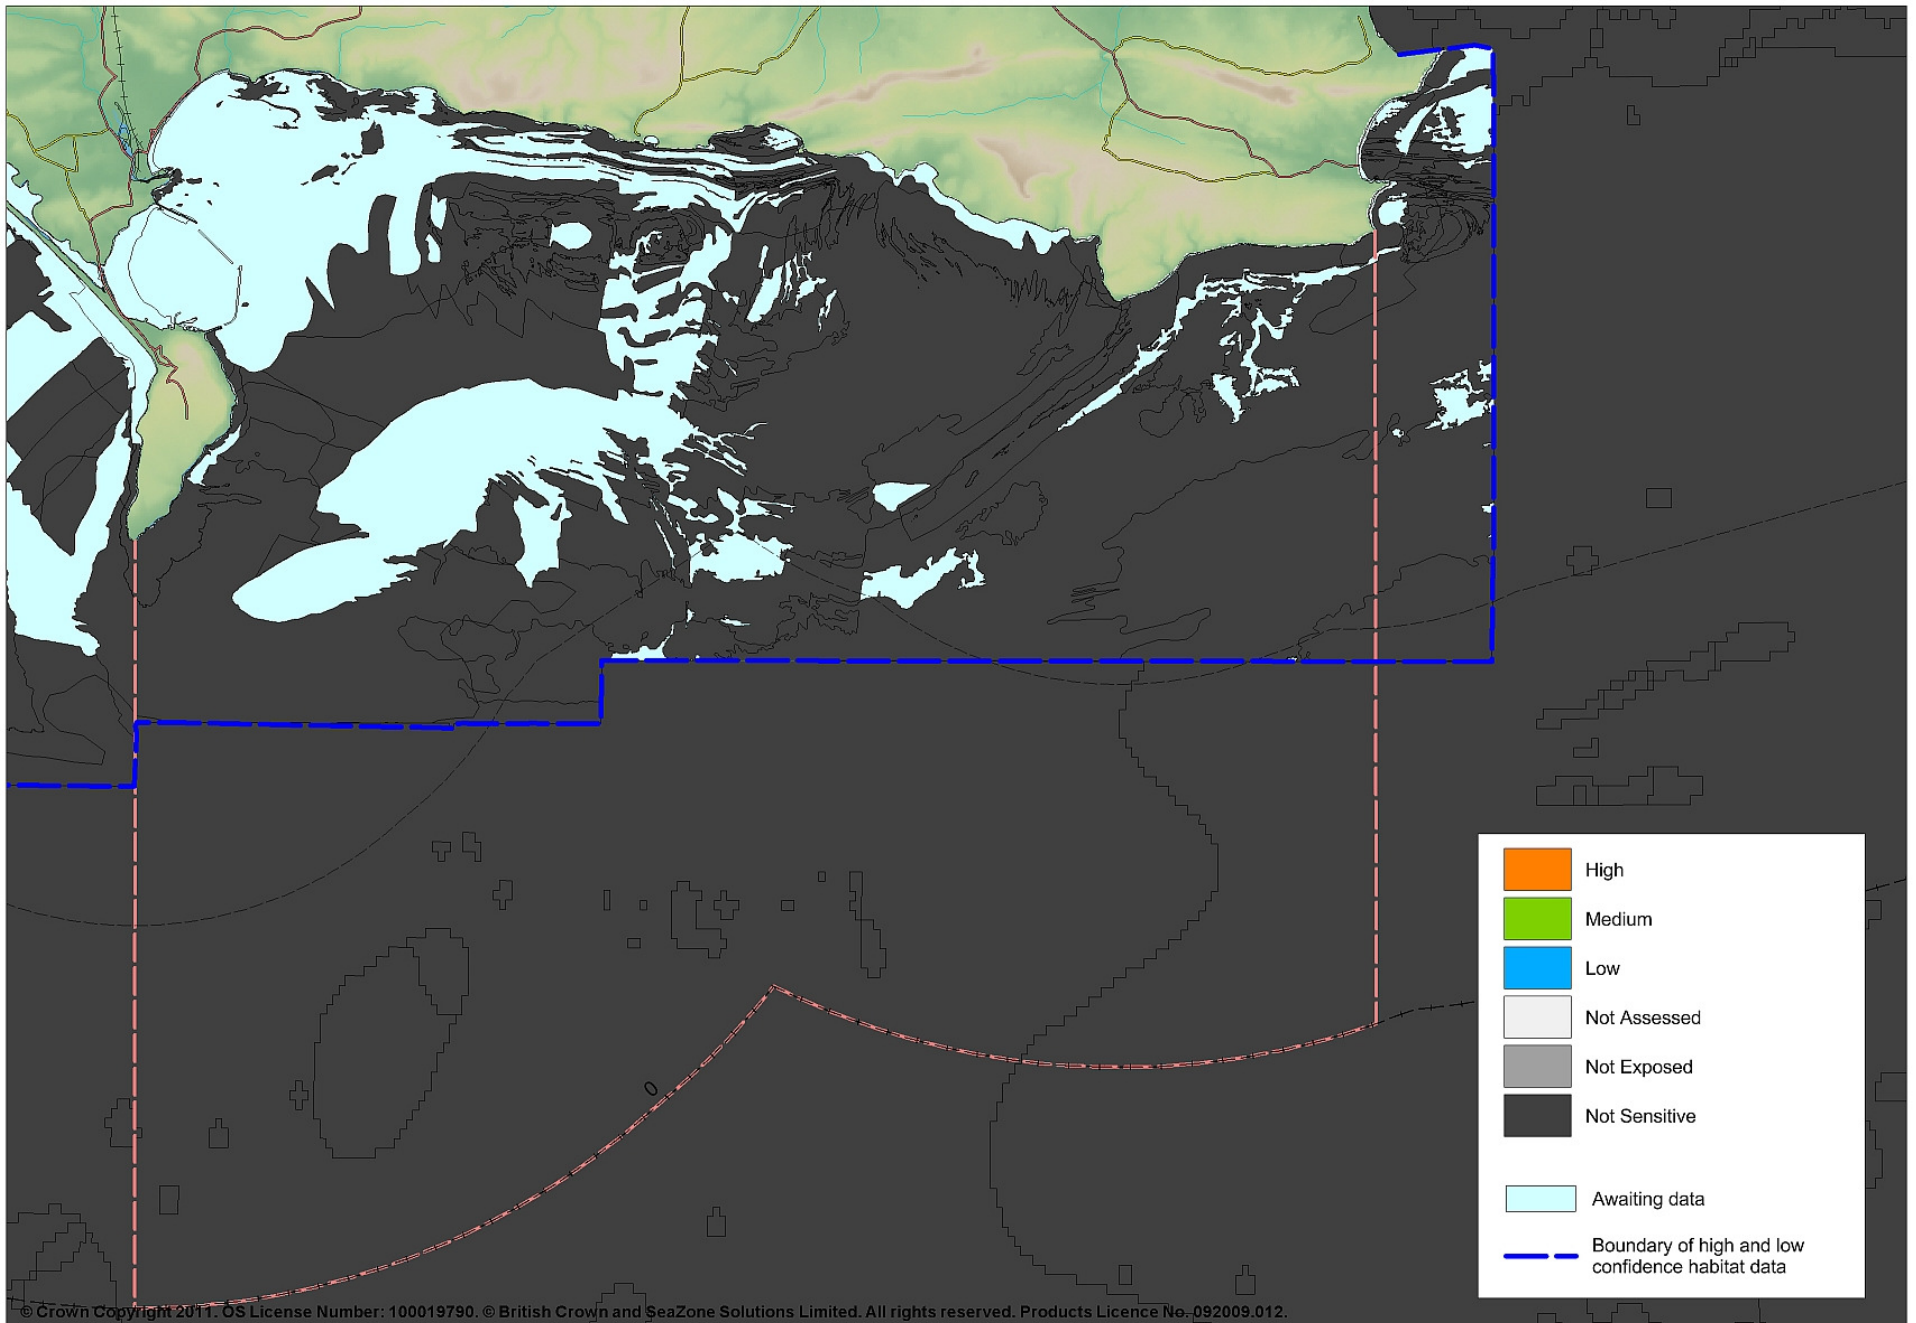 0
High
Medium
Low
Not Assessed
Not Exposed
Not Sensitive
Awaiting data
Boundary of high and low
confidence habitat data
© Crown Copyright 2011. OS License Number: 100019790. © British Crown and SeaZone Solutions Limited. All rights reserved. Products Licence No. 092009.012.